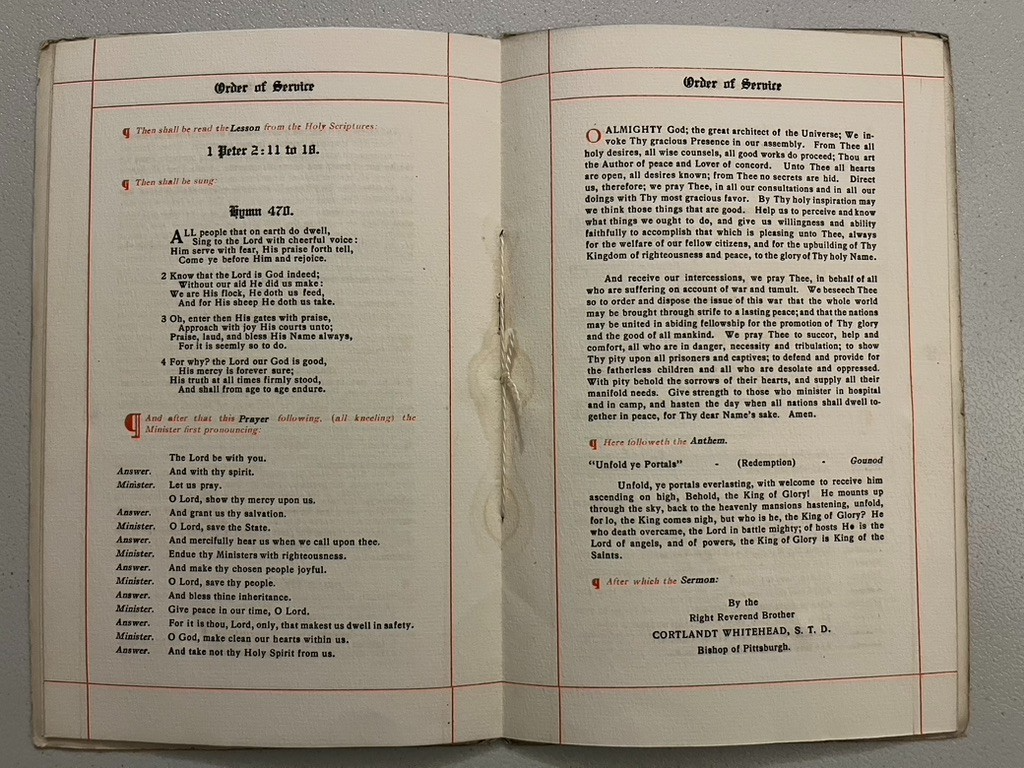 Order of Service
¶ Then shall be read the Lesson from the Holy Scriptures:
1 Peter 2:11 to 18.
¶ Then shall be sung:
Hymn 470.
ALL people that on earth do dwell,
Sing to the Lord with cheerful voice:
Him serve with fear, His praise forth tell,
Come ye before Him and rejoice.
2 Know that the Lord is God indeed;
Without our aid He did us make:
We are His flock, He doth us feed,
And for His sheep He doth us take.
3 Oh, enter then His gates with praise,
Approach with joy His courts unto;
Praise, laud, and bless His Name always,
For it is seemly so to do.
4 For why? the Lord our God is good,
His mercy is forever sure;
His truth at all times firmly stood,
And shall from age to age endure.
¶ And after that this Prayer following, (all kneeling) the
Minister first pronouncing:
The Lord be with you.
Answer. And with thy spirit.
Minister. Let us pray.
O Lord, show thy mercy upon us.
Answer. And grant us thy salvation.
Minister. O Lord, save the State.
Answer. And mercifully hear us when we call upon thee.
Minister. Endue thy Ministers with righteousness.
Answer. And make thy chosen people joyful.
Minister. O Lord, save thy people.
Answer. And bless thine inheritance.
Minister. Give peace in our time, O Lord.
Answer. For it is thou, Lord, only, that makest us dwell in safety.
Minister. O God, make clean our hearts within us.
Answer. And take not thy Holy Spirit from us.
Order of Service
O ALMIGHTY God; the great architect of the Universe; We in-
voke Thy gracious Presence in our assembly. From Thee all
holy desires, all wise counsels, all good works do proceed; Thou art
the Author of peace and Lover of concord. Unto Thee all hearts
are open, all desires known; from Thee no secrets are hid. Direct
us, therefore; we pray Thee, in all our consultations and in all our
doings with Thy most gracious favor. By Thy holy inspiration may
we think those things that are good. Help us to perceive and know
what things we ought to do, and give us willingness and ability
faithfully to accomplish that which is pleasing unto Thee, always
for the welfare of our fellow citizens, and for the upbuilding of Thy
Kingdom of righteousness and peace, to the glory of Thy holy Name.
And receive our intercessions, we pray Thee, in behalf of all
who are suffering on account of war and tumult. We beseech Thee
so to order and dispose the issue of this war that the whole world
may be brought through strife to a lasting peace; and that the nations
may be united in abiding fellowship for the promotion of Thy glory
and the good of all mankind. We pray Thee to succor, help and
comfort, all who are in danger, necessity and tribulation; to show
Thy pity upon all prisoners and captives; to defend and provide for
the fatherless children and all who are desolate and oppressed.
With pity behold the sorrows of their hearts, and supply all their
manifold needs. Give strength to those who minister in hospital
and in camp, and hasten the day when all nations shall dwell to-
gether in peace, for Thy dear Name's sake. Amen.
¶ Here followeth the Anthem.
"Unfold ye Portals" - (Redemption) - Gounod
Unfold, ye portals everlasting, with welcome to receive him
ascending on high, Behold, the King of Glory! He mounts up
through the sky, back to the heavenly mansions hastening, unfold,
for lo, the King comes nigh, but who is he, the King of Glory? He
who death overcame, the Lord in battle mighty; of hosts He is the
Lord of angels, and of powers, the King of Glory is King of the
Saints.
¶ After which the Sermon:
By the
Right Reverend Brother
CORTLANDT WHITEHEAD, S. T. D.
Bishop of Pittsburgh.